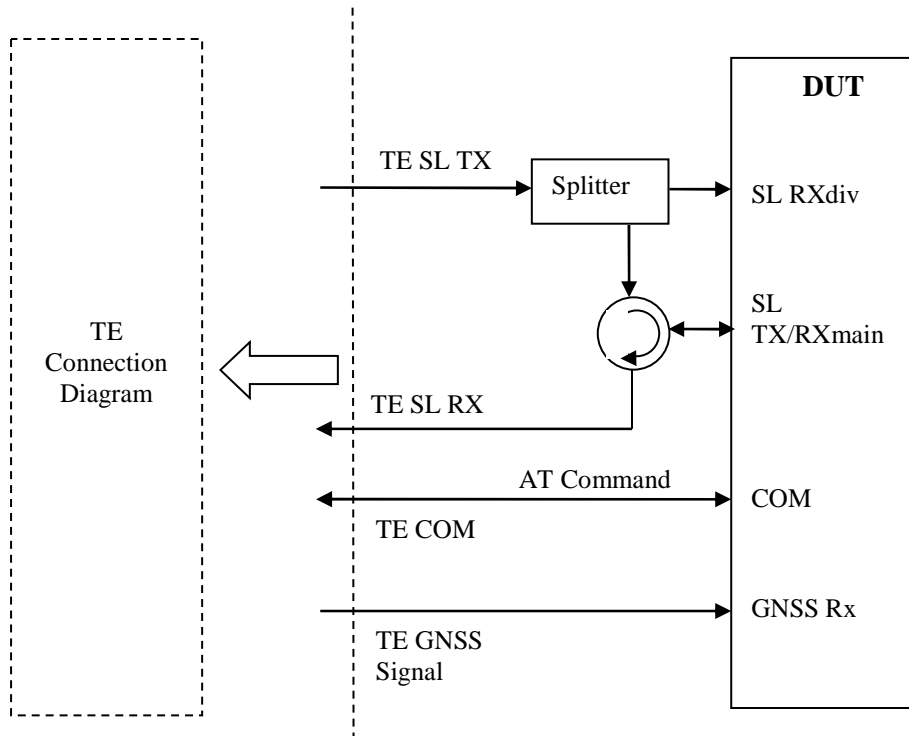 DUT
TE SL TX
Splitter
SL RXdiv
SL
TX/RXmain
TE
Connection
Diagram
TE SL RX
AT Command
COM
TE COM
GNSS Rx
TE GNSS
Signal